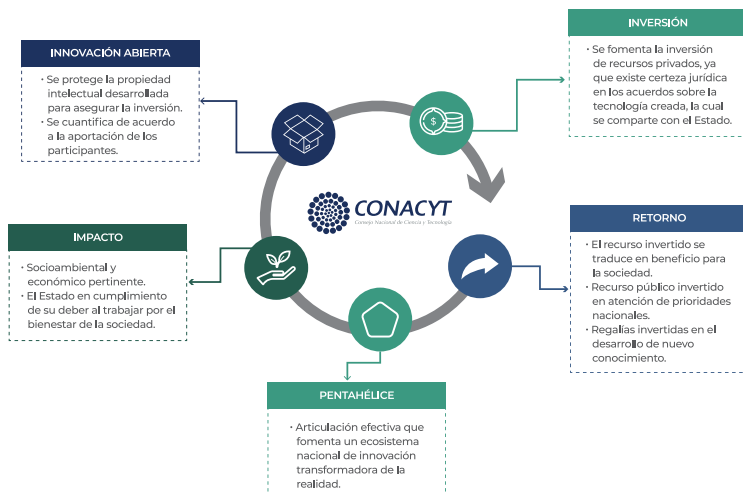 INNOVACIÓN ABIERTA
• Se protege la propiedad
intelectual desarrollada
para asegurar la inversión.
• Se cuantifica de acuerdo
a la aportación de los
participantes.
INVERSIÓN
• Se fomenta la inversión
de recursos privados, ya
que existe certeza jurídica
en los acuerdos sobre la
tecnología creada, la cual
se comparte con el Estado.
$
CONACYT
Consejo Nacional de Ciencia y Tecnología
IMPACTO
• Socioambiental y
económico pertinente.
• El Estado en cumplimiento
de su deber al trabajar por el
bienestar de la sociedad.
RETORNO
• El recurso invertido se
traduce en beneficio para
la sociedad.
• Recurso público invertido
en atención de prioridades
nacionales.
• Regalías invertidas en el
desarrollo de nuevo
conocimiento.
PENTAHÉLICE
• Articulación efectiva que
fomenta un ecosistema
nacional de innovación
transformadora de la
realidad.